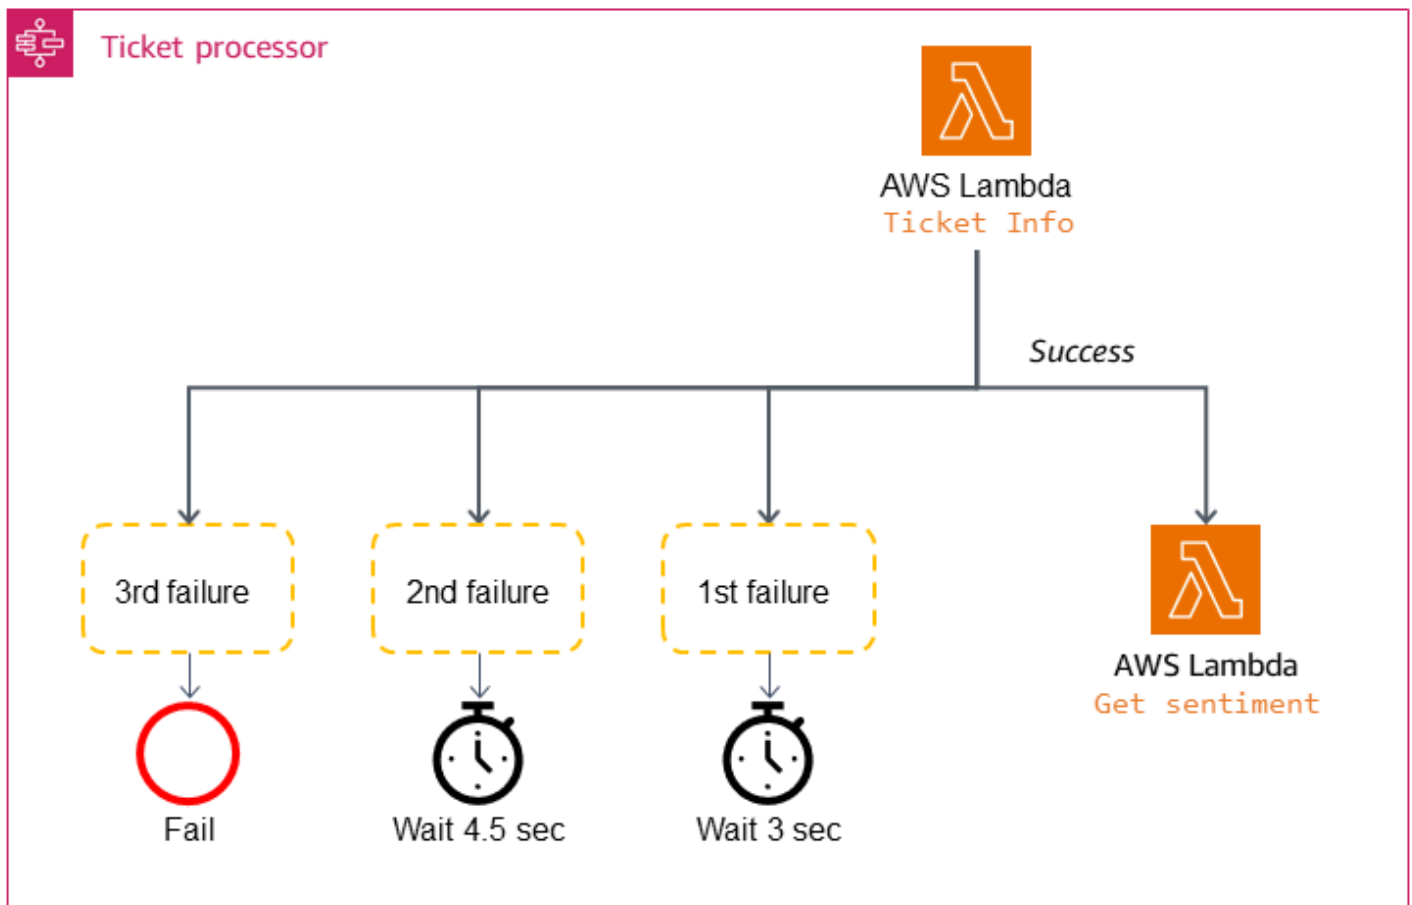 Ticket processor
AWS Lambda
Ticket Info
Success
3rd failure
2nd failure
1st failure
AWS Lambda
Get sentiment
Fail
Wait 4.5 sec
Wait 3 sec